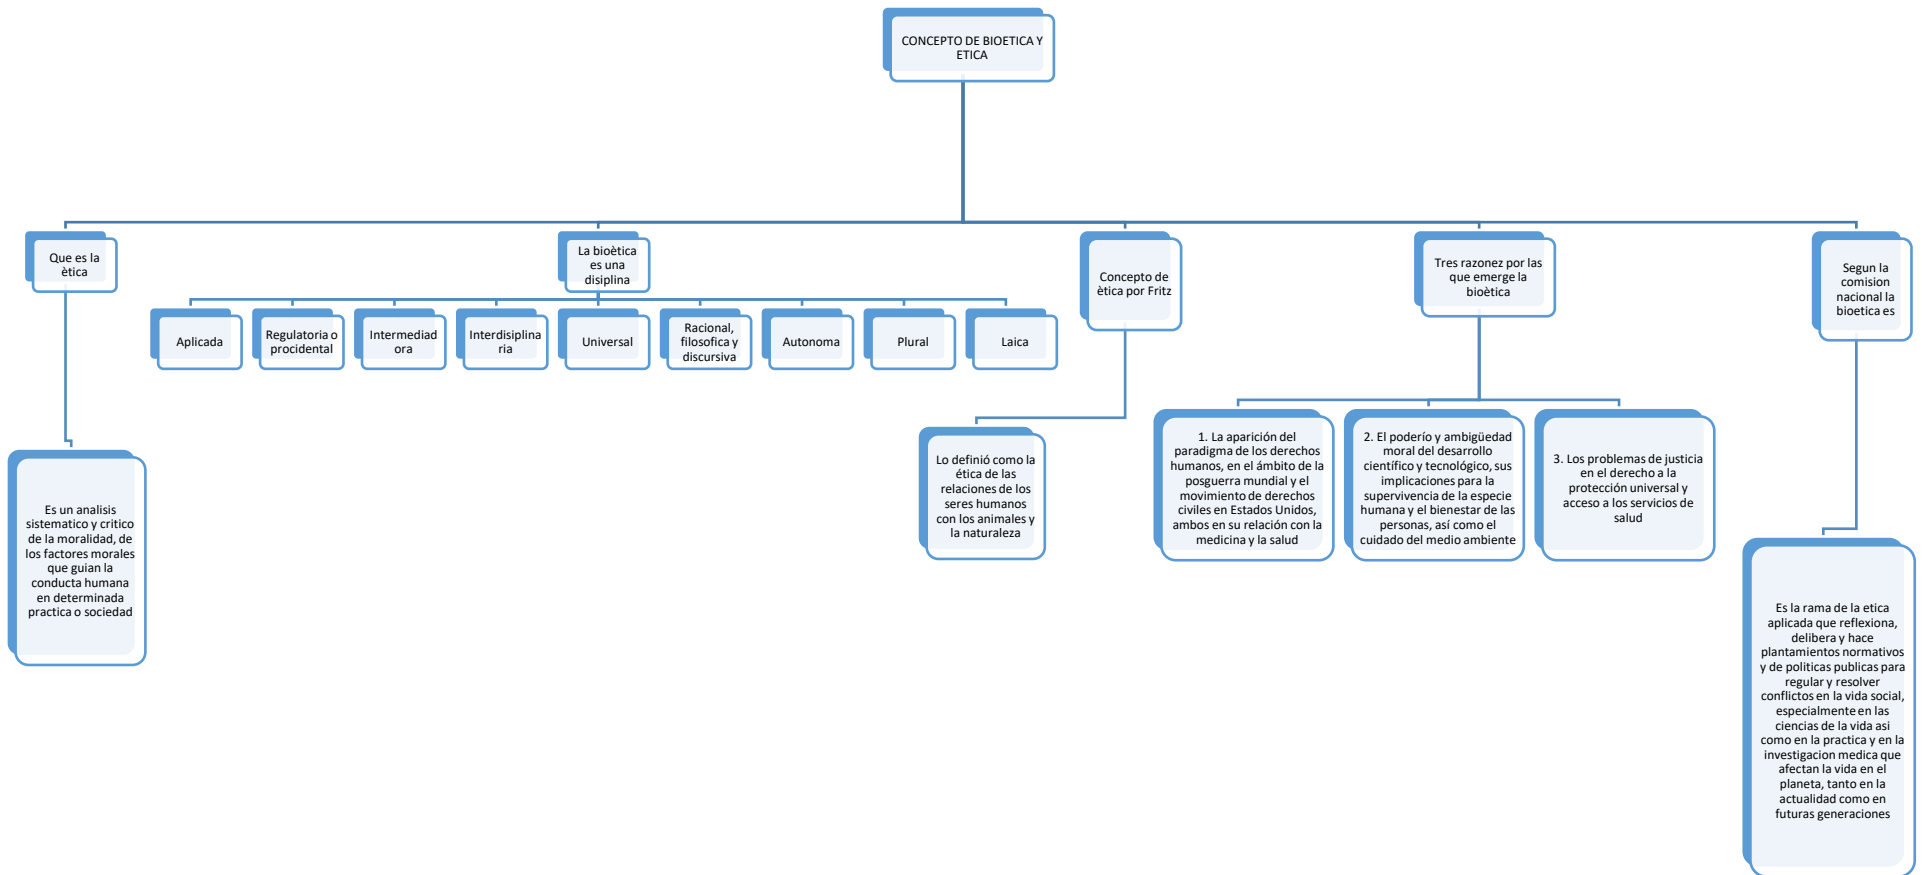 CONCEPTO DE BIOETICA Y
ETICA
Que es la
ètica
Es un analisis
sistematico y critico
de la moralidad, de
los factores morales
que guian la
conducta humana
en determinada
practica o sociedad
La bioètica
es una
disiplina
Aplicada
Regulatoria o
procidental
Intermediad
ora
Interdisiplina
ria
Universal
Racional,
filosofica y
discursiva
Autonoma
Plural
Laica
Concepto de
ètica por Fritz
Lo definió como la
ética de las
relaciones de los
seres humanos
con los animales y
la naturaleza
Tres razonez por las
que emerge la
bioètica
1. La aparición del
paradigma de los derechos
humanos, en el ámbito de la
posguerra mundial y el
movimiento de derechos
civiles en Estados Unidos,
ambos en su relación con la
medicina y la salud
2. El poderío y ambigüedad
moral del desarrollo
científico y tecnológico, sus
implicaciones para la
supervivencia de la especie
humana y el bienestar de las
personas, así como el
cuidado del medio ambiente
3. Los problemas de justicia
en el derecho a la
protección universal y
acceso a los servicios de
salud
Segun la
comision
nacional la
bioetica es
Es la rama de la etica
aplicada que reflexiona,
delibera y hace
plantamientos normativos
y de politicas publicas para
regular y resolver
conflictos en la vida social,
especialmente en las
ciencias de la vida asi
como en la practica y en la
investigacion medica que
afectan la vida en el
planeta, tanto en la
actualidad como en
futuras generaciones